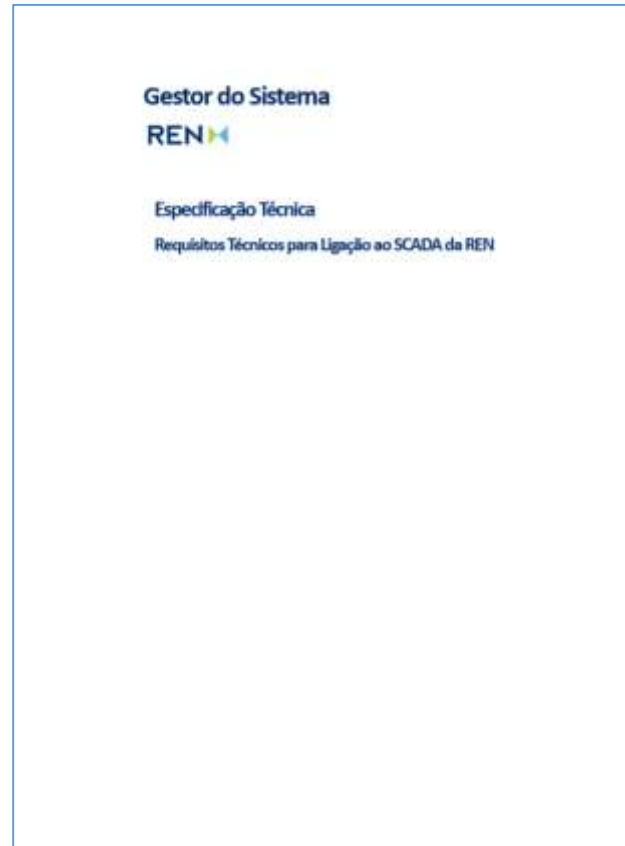 Gestor do Sistema
REN
Especificação Técnica
Requisitos Técnicos para Ligação ao SCADA da REN